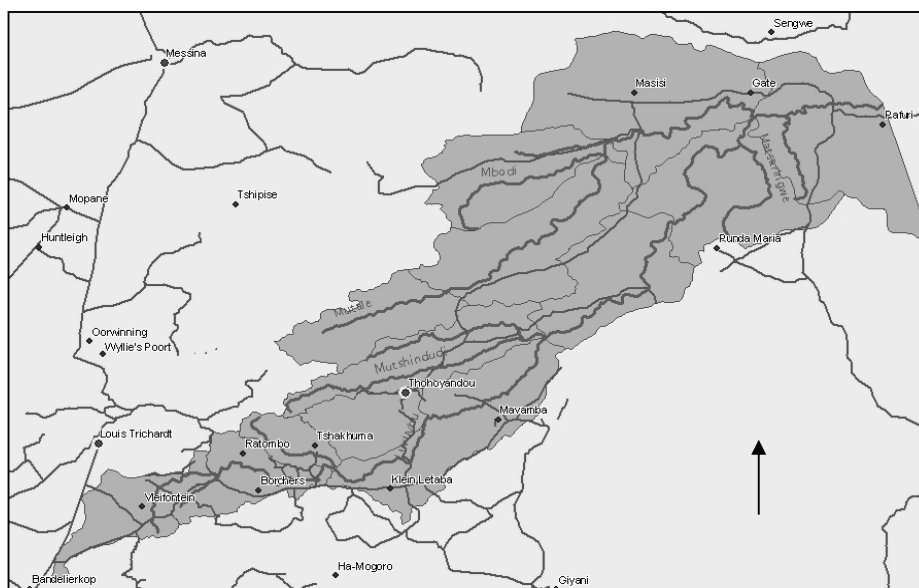 Sengwe
Messina
Masisi
Gate
Pafuri
Mbodi
Matsaringwe
Mopane
Tshipise
Huntleigh
Punda Maria
Mutale
Oorwinning
Wyllie's Poort
Mutshindudi
Thohoyandou
Mavamba
Louis Trichardt
Tshakhuma
Ratombo
Borchers
Klein Letaba
Vleifontein
Ha-Mogoro
Bandelierkop
Giyani